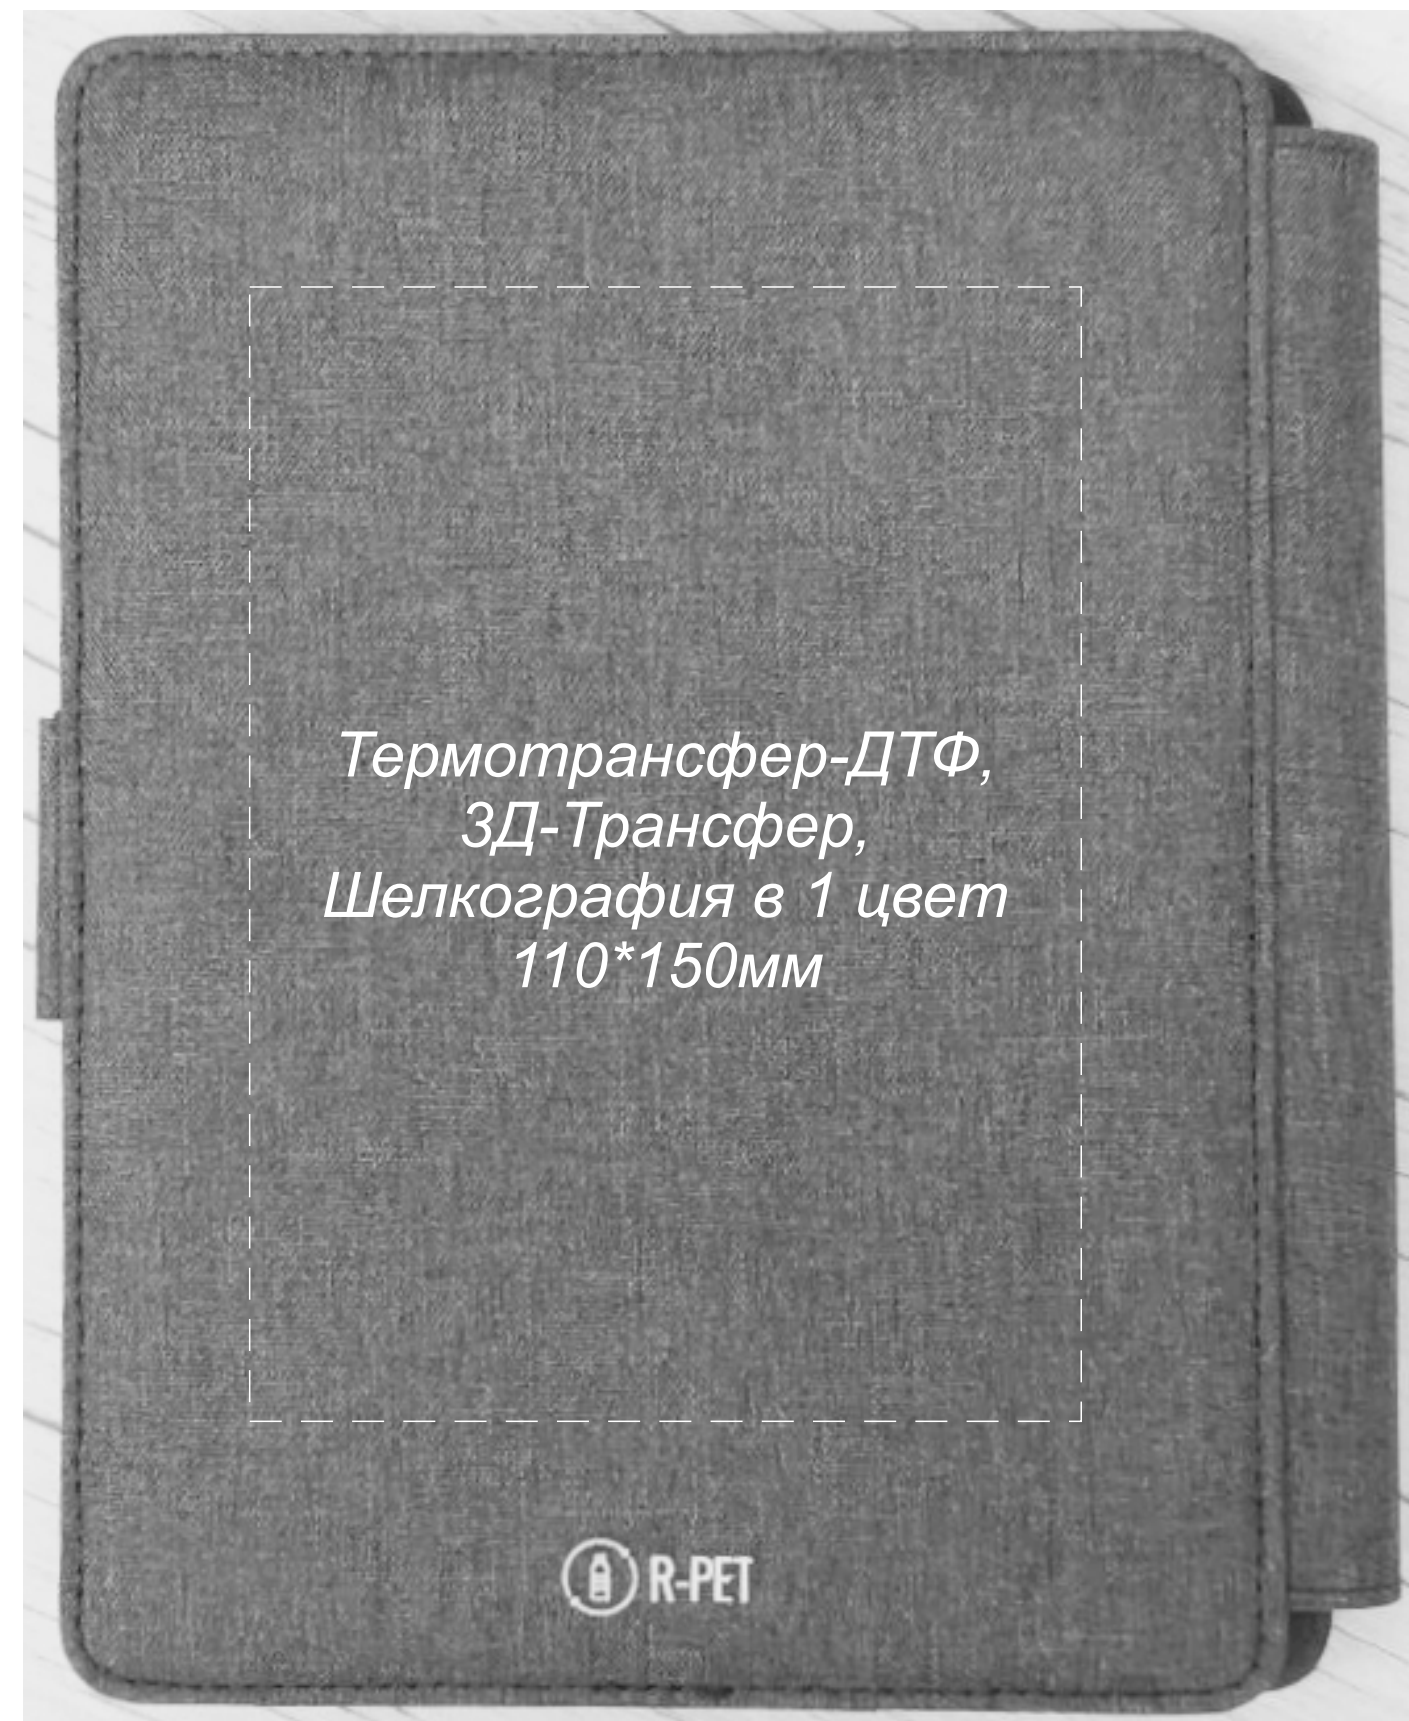 Термотрансфер-ДТФ,
3Д-Трансфер,
Шелкография в 1 цвет
110*150мм
R-PET